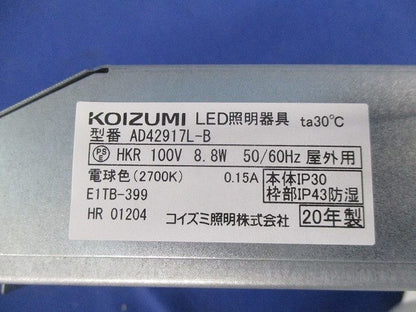 KOIZUMI LED照明器具 ta30℃
型番 AD42917L-B
PSE HKR 100V 8.8W 50/60Hz 屋外用
電球色(2700K) 0.15A 本体IP30
E1TB-399 枠部IP43防湿
HR 01204 コイズミ照明株式会社 20年製